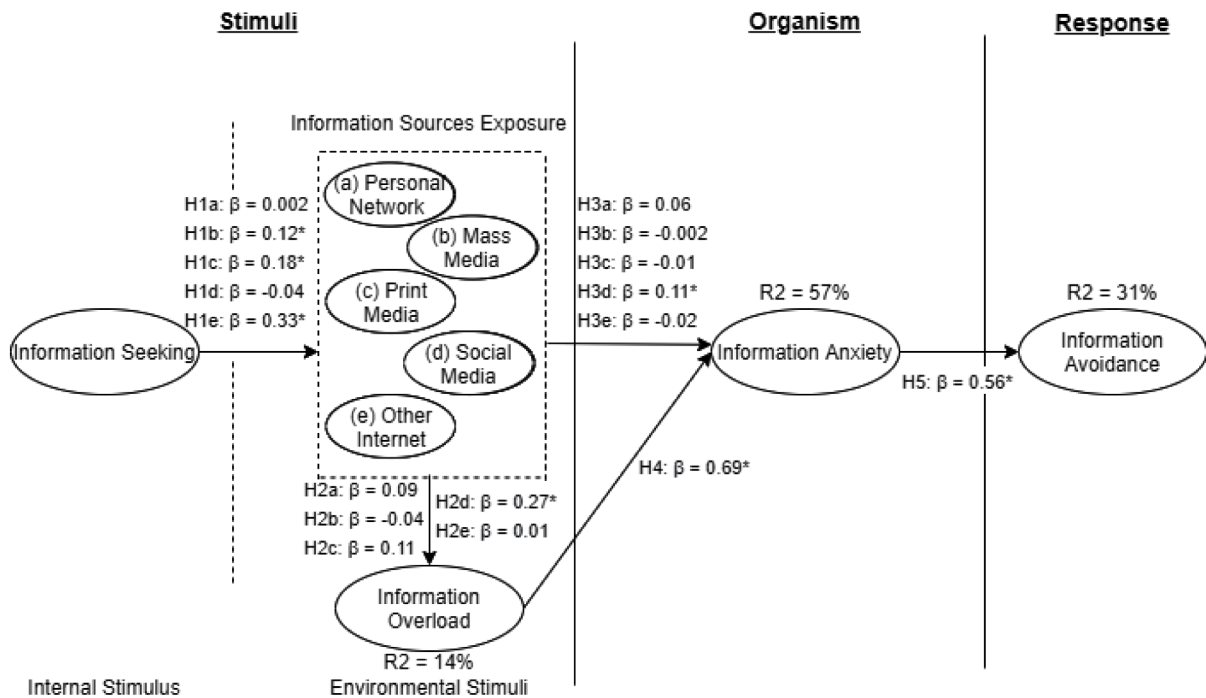 Stimuli
Organism
Response
Information Sources Exposure
(a) Personal
Network
(b) Mass
Media
(c) Print
Media
(d) Social
Media
(e) Other
Internet
H1a: β = 0.002
H1b: β = 0.12*
H1c: β = 0.18*
H1d: β = -0.04
H1e: β = 0.33*
Information Seeking
H3a: β = 0.06
H3b: β = -0.002
H3c: β = -0.01
H3d: β = 0.11*
H3e: β = -0.02
R2 = 57%
Information Anxiety
R2 = 31%
Information
Avoidance
H5: β = 0.56*
H4: β = 0.69*
H2a: β = 0.09
H2b: β = -0.04
H2c: β = 0.11
H2d: β = 0.27*
H2e: β = 0.01
Information
Overload
R2 = 14%
Internal Stimulus
Environmental Stimuli